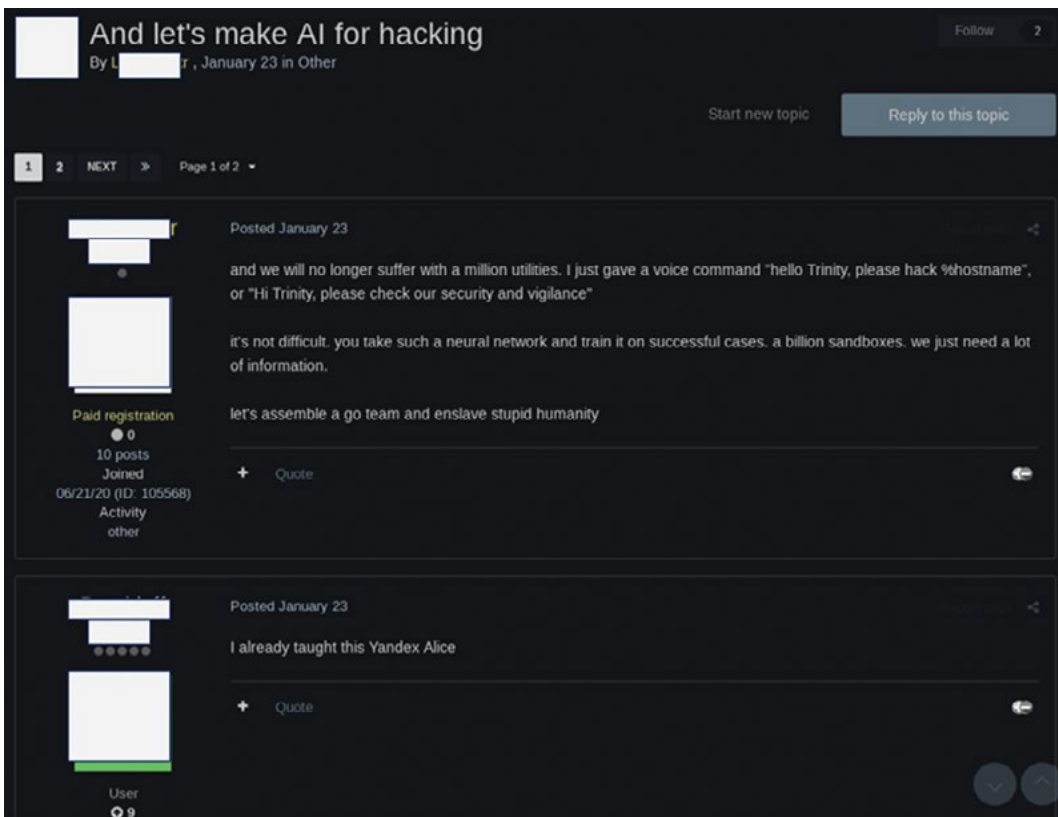 And let's make AI for hacking
Follow 2
By L r , January 23 in Other
Start new topic
Reply to this topic
1 2 NEXT » Page 1 of 2
r
Posted January 23
and we will no longer suffer with a million utilities. I just gave a voice command "hello Trinity, please hack %hostname",
or "Hi Trinity, please check our security and vigilance"
it's not difficult. you take such a neural network and train it on successful cases. a billion sandboxes. we just need a lot
of information.
let's assemble a go team and enslave stupid humanity
Paid registration
0
10 posts
Joined
06/21/20 (ID: 105568)
Activity
other
+ Quote
Posted January 23
I already taught this Yandex Alice
+ Quote
User
9